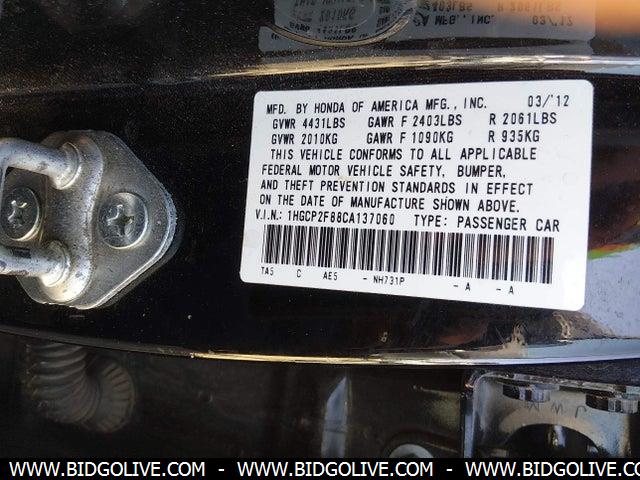 MFD. BY HONDA OF AMERICA MFG., INC. 03/'12
GVWR 4431LBS GAWR F 2403LBS R 2061LBS
GVWR 2010KG GAWR F 1090KG R 935KG
THIS VEHICLE CONFORMS TO ALL APPLICABLE
FEDERAL MOTOR VEHICLE SAFETY, BUMPER,
AND THEFT PREVENTION STANDARDS IN EFFECT
ON THE DATE OF MANUFACTURE SHOWN ABOVE.
V.I.N.: 1HGCP2F88CA137060 TYPE: PASSENGER CAR
TA5 C AE5 - NH731P - A - A
WWW.BIDGOLIVE.COM - WWW.BIDGOLIVE.COM - WWW.BIDGOLIVE.COM